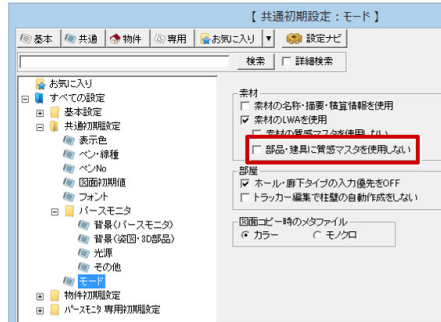 【 共通初期設定：モード 】
基本 共通 物件 専用 お気に入り ▼ 設定ナビ
検索 詳細検索
お気に入り
すべての設定
基本設定
共通初期設定
表示色
ペン・線種
ペンNo
図面初期値
フォント
パースモニタ
背景(パースモニタ)
背景(姿図・3D部品)
光源
その他
モード
物件初期設定
パースモニタ 専用初期設定
素材
素材の名称・摘要・積算情報を使用
素材のLWAを使用
素材の質感マスタを使用しない
部品・建具に質感マスタを使用しない
部屋
ホール・廊下タイプの入力優先をOFF
トラッカー編集で柱壁の自動作成をしない
図面コピー時のメタファイル
カラー モノクロ